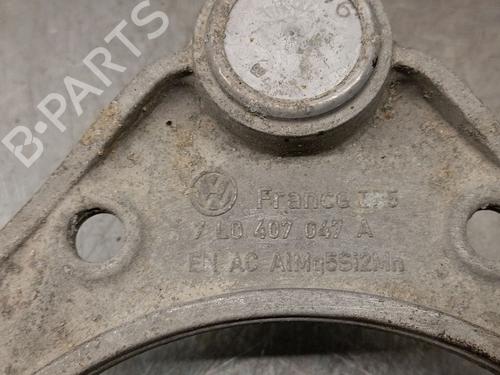 B-PARTS
France
7L0 407 047 A
EN AC AlMg5Si2Mn